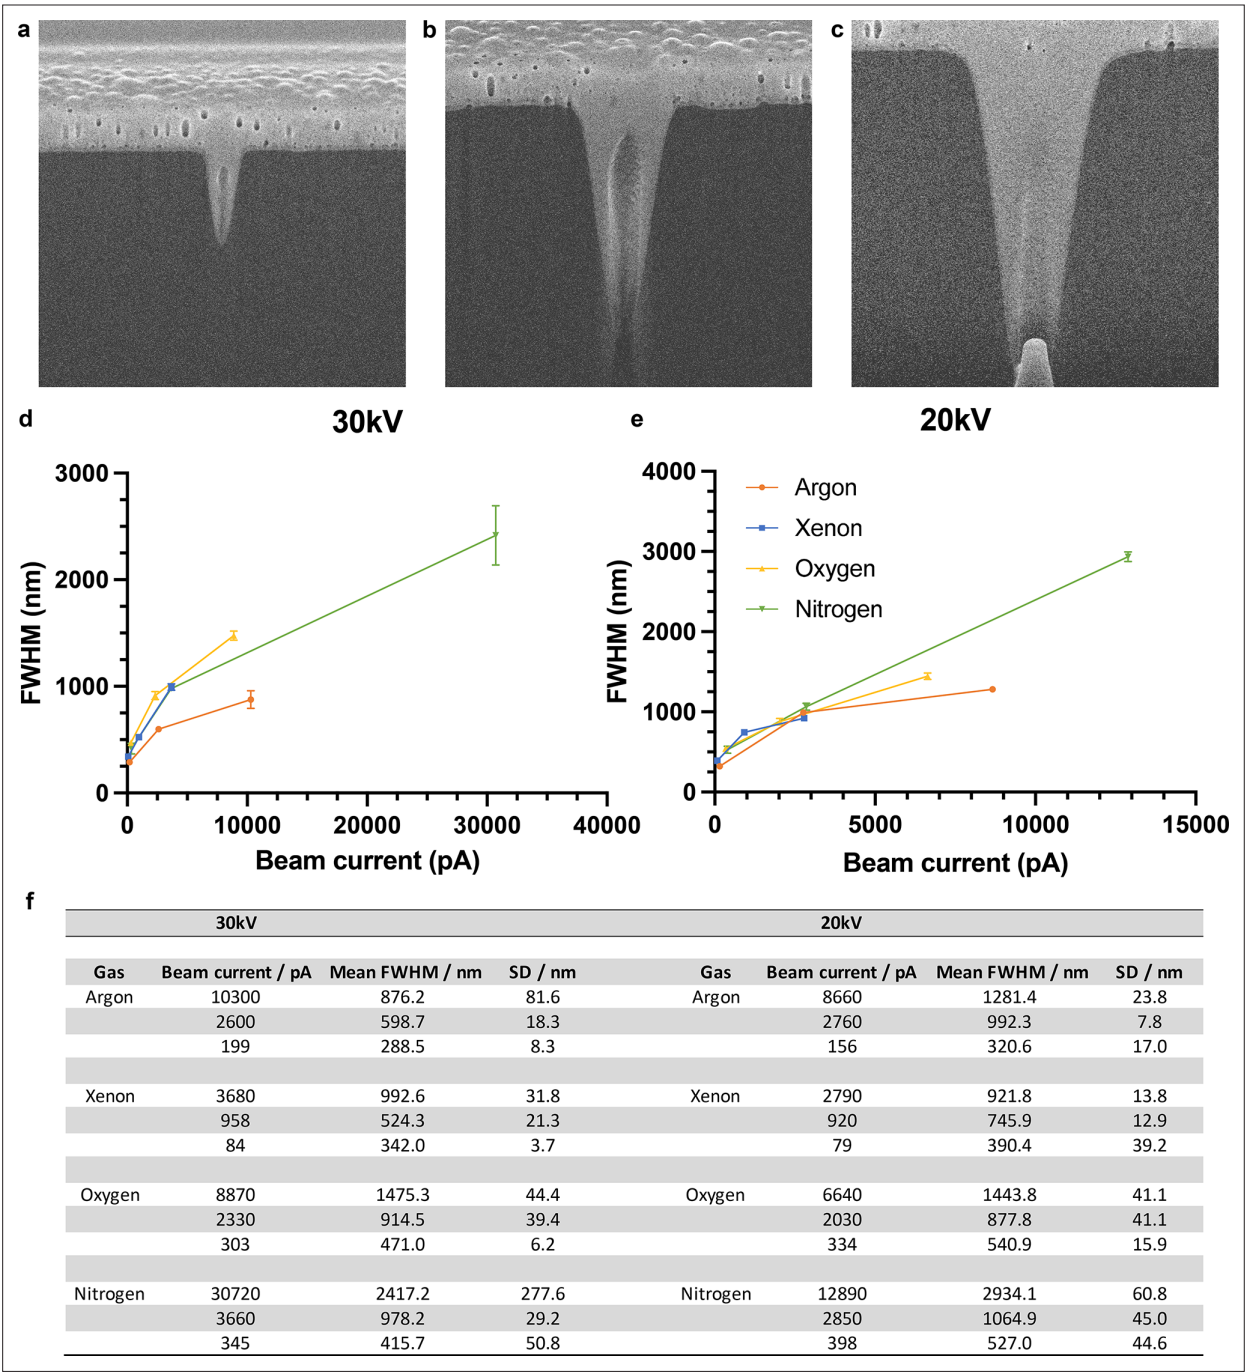 a b c
d 30kV
3000
2000
1000
0
FWHM (nm)
0 10000 20000 30000 40000
Beam current (pA)
e 20kV
4000
3000
2000
1000
0
FWHM (nm)
Argon
Xenon
Oxygen
Nitrogen
0 5000 10000 15000
Beam current (pA)
f
30kV 20kV
Gas Beam current / pA Mean FWHM / nm SD / nm Gas Beam current / pA Mean FWHM / nm SD / nm
Argon 10300 876.2 81.6 Argon 8660 1281.4 23.8
2600 598.7 18.3 2760 992.3 7.8
199 288.5 8.3 156 320.6 17.0
Xenon 3680 992.6 31.8 Xenon 2790 921.8 13.8
958 524.3 21.3 920 745.9 12.9
84 342.0 3.7 79 390.4 39.2
Oxygen 8870 1475.3 44.4 Oxygen 6640 1443.8 41.1
2330 914.5 39.4 2030 877.8 41.1
303 471.0 6.2 334 540.9 15.9
Nitrogen 30720 2417.2 277.6 Nitrogen 12890 2934.1 60.8
3660 978.2 29.2 2850 1064.9 45.0
345 415.7 50.8 398 527.0 44.6